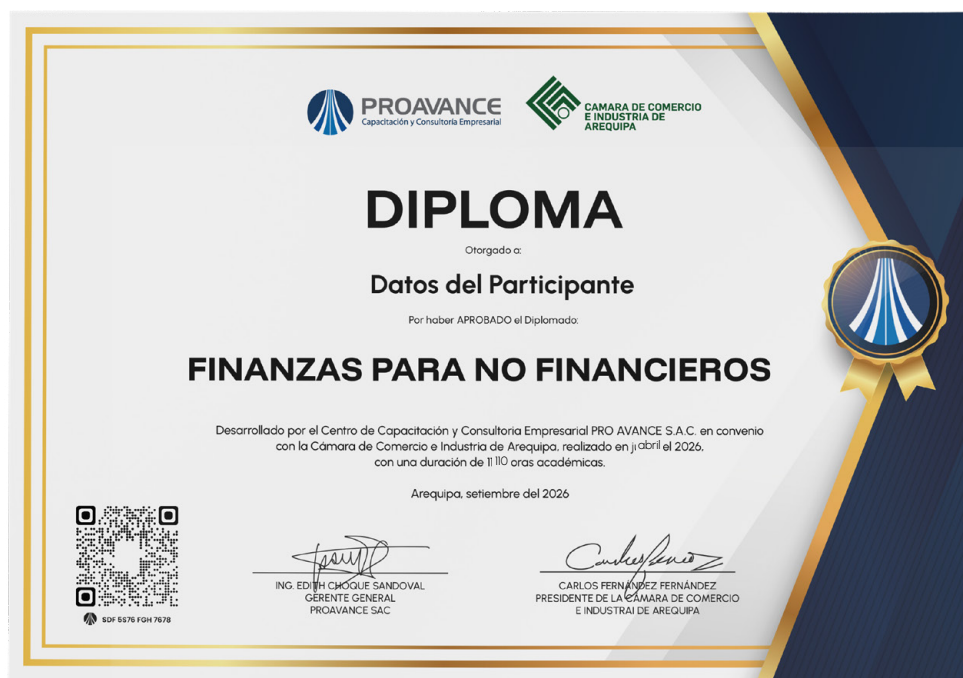 PROAVANCE
Capacitación y Consultoría Empresarial
CAMARA DE COMERCIO
E INDUSTRIA DE
AREQUIPA
DIPLOMA
Otorgado a:
Datos del Participante
Por haber APROBADO el Diplomado:
FINANZAS PARA NO FINANCIEROS
Desarrollado por el Centro de Capacitación y Consultoria Empresarial PRO AVANCE S.A.C. en convenio
con la Cámara de Comercio e Industria de Arequipa, realizado en abril el 2026,
con una duración de 110 oras académicas.
Arequipa, setiembre del 2026
ING. EDITH CHOQUE SANDOVAL
GERENTE GENERAL
PROAVANCE SAC
CARLOS FERNÁNDEZ FERNÁNDEZ
PRESIDENTE DE LA CÁMARA DE COMERCIO
E INDUSTRAI DE AREQUIPA
SDF 5S76 FGH 7678